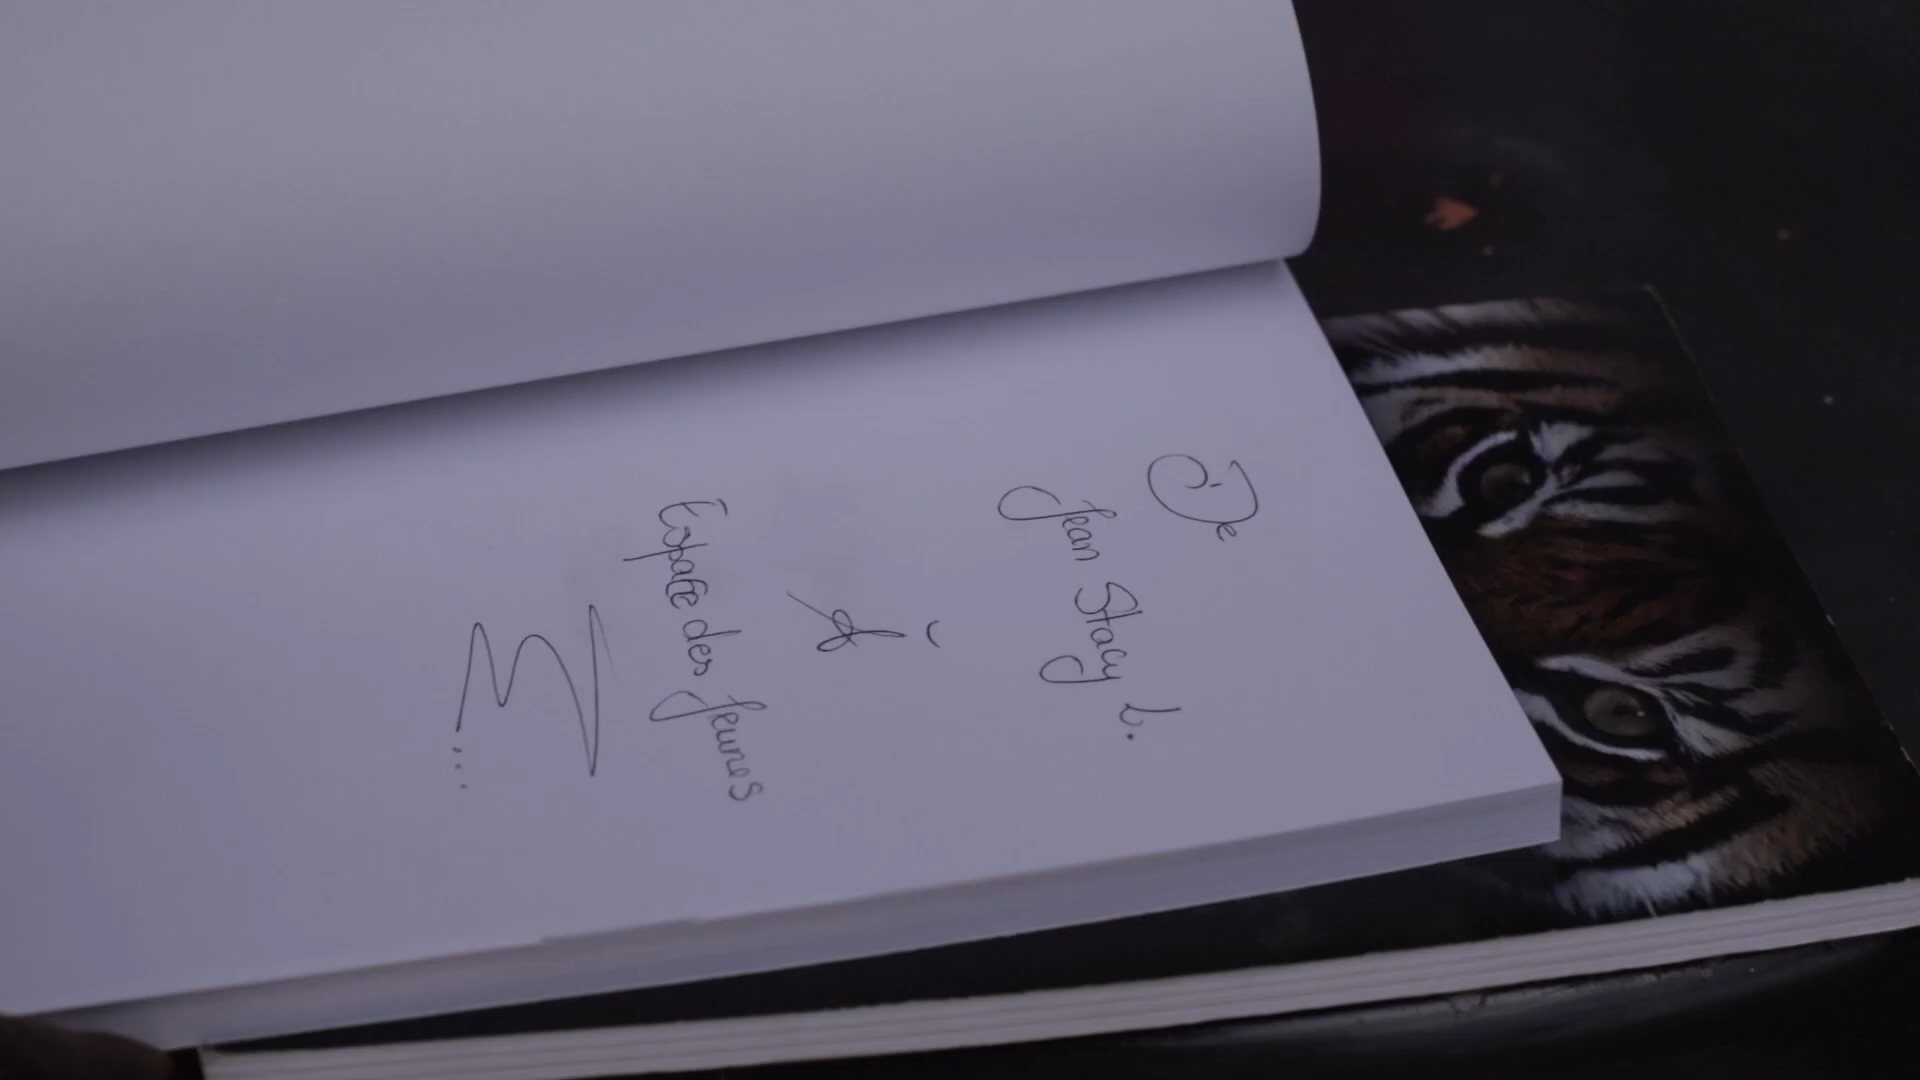 De
Jean Stacy L.
à
Espace des Jeunes